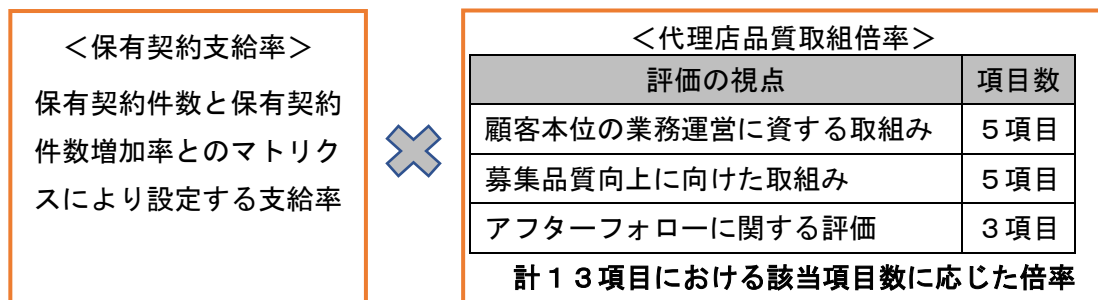 ＜保有契約支給率＞
保有契約件数と保有契約
件数増加率とのマトリク
スにより設定する支給率
＜代理店品質取組倍率＞
評価の視点 項目数
顧客本位の業務運営に資する取組み ５項目
募集品質向上に向けた取組み ５項目
アフターフォローに関する評価 ３項目
計１３項目における該当項目数に応じた倍率